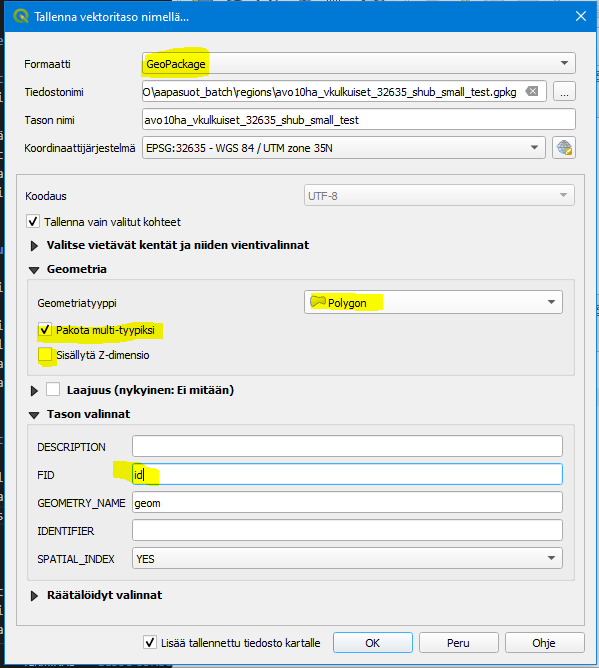 Tallenna vektoritaso nimellä...
Formaatti GeoPackage
Tiedostonimi O\aapasuot_batch\regions\avo10ha_vkulkuiset_32635_shub_small_test.gpkg ...
Tason nimi avo10ha_vkulkuiset_32635_shub_small_test
Koordinaattijärjestelmä EPSG:32635 - WGS 84 / UTM zone 35N
Koodaus UTF-8
Tallenna vain valitut kohteet
Valitse vietävät kentät ja niiden vientivalinnat
Geometria
Geometriatyyppi Polygon
Pakota multi-tyypiksi
Sisällytä Z-dimensio
Laajuus (nykyinen: Ei mitään)
Tason valinnat
DESCRIPTION
FID id
GEOMETRY_NAME geom
IDENTIFIER
SPATIAL_INDEX YES
Räätälöidyt valinnat
Lisää tallennettu tiedosto kartalle OK Peru Ohje